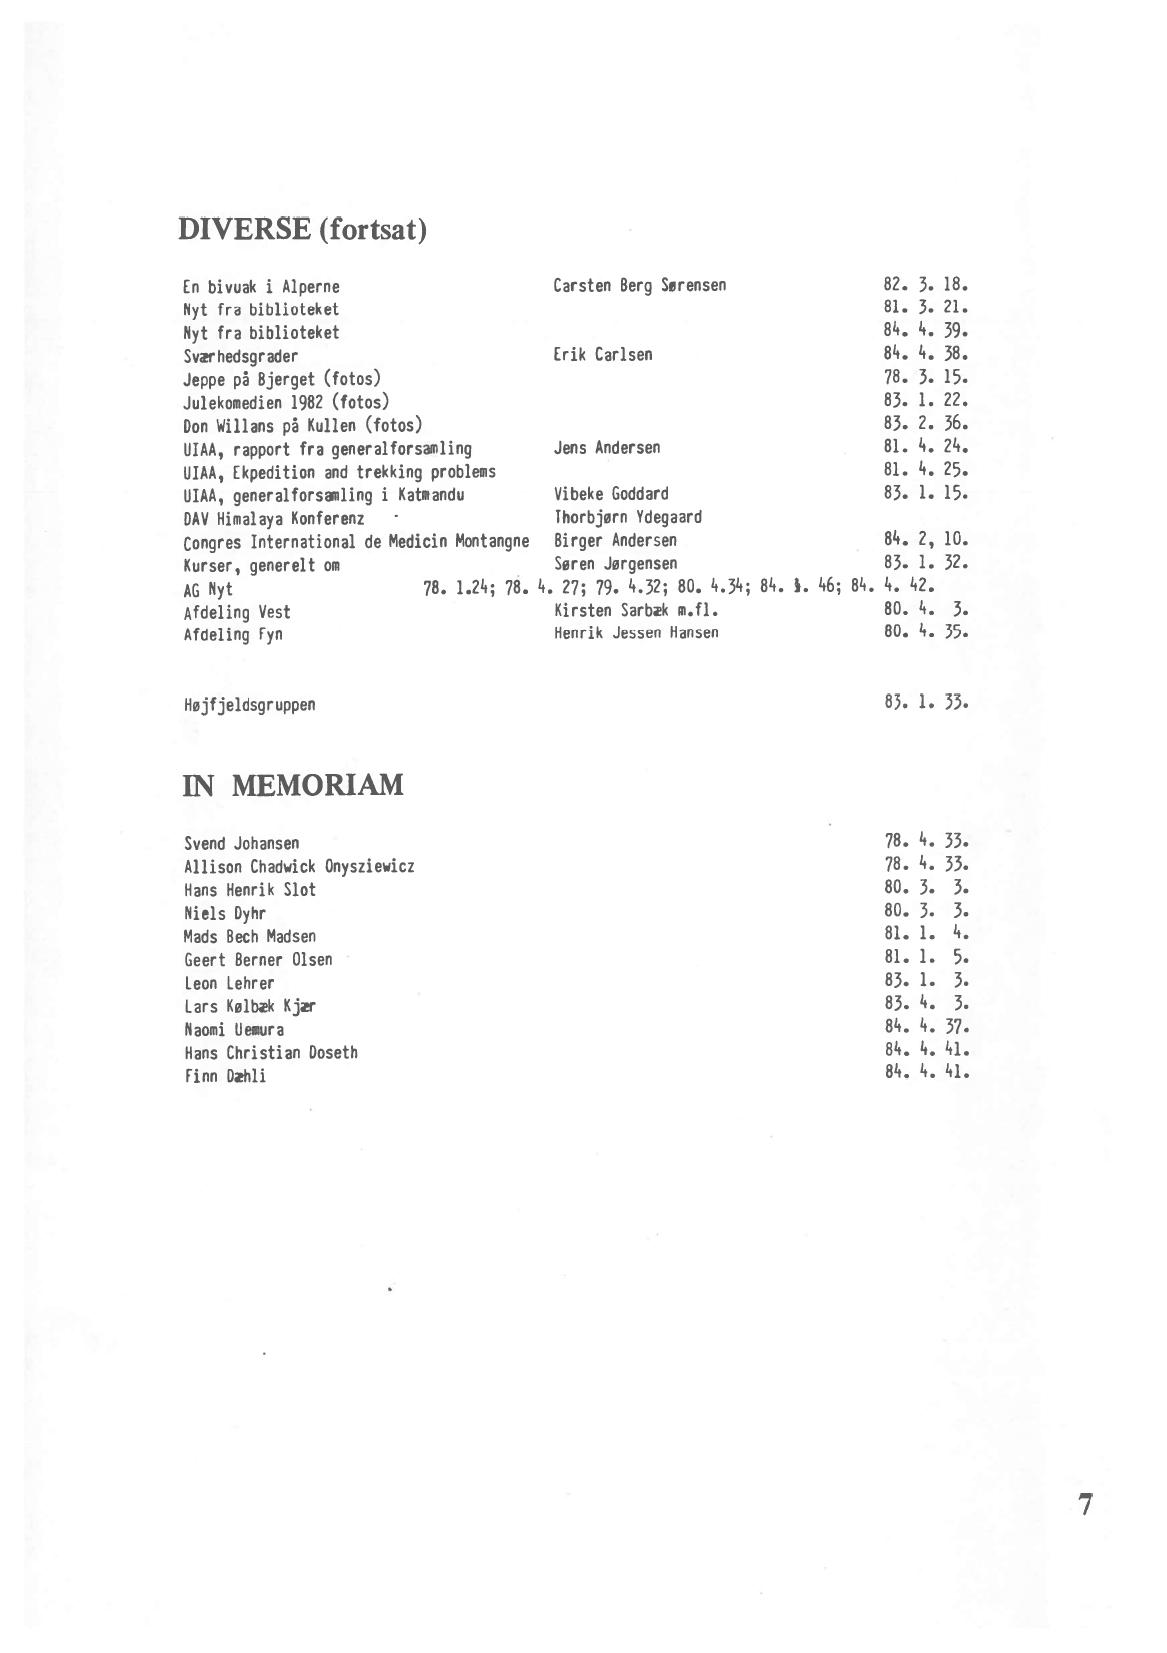 DIVERSE (fortsat)
En bivuak i Alperne Carsten Berg Sørensen 82. 3. 18.
Nyt fra biblioteket 81. 3. 21.
Nyt fra biblioteket 84. 4. 39.
Sværhedsgrader Erik Carlsen 84. 4. 38.
Jeppe på Bjerget (fotos) 78. 3. 15.
Julekomedien 1982 (fotos) 83. 1. 22.
Don Willans på Kullen (fotos) 83. 2. 36.
UIAA, rapport fra generalforsamling Jens Andersen 81. 4. 24.
UIAA, Ekpedition and trekking problems 81. 4. 25.
UIAA, generalforsamling i Katmandu Vibeke Goddard 83. 1. 15.
DAV Himalaya Konferenz Thorbjørn Ydegaard
Congres International de Medicin Montangne Birger Andersen 84. 2, 10.
Kurser, generelt om Søren Jørgensen 83. 1. 32.
AG Nyt 78. 1.24; 78. 4. 27; 79. 4.32; 80. 4.34; 84. 1. 46; 84. 4. 42.
Afdeling Vest Kirsten Sarbæk m.fl. 80. 4. 3.
Afdeling Fyn Henrik Jessen Hansen 80. 4. 35.
Højfjeldsgruppen 83. 1. 33.
IN MEMORIAM
Svend Johansen 78. 4. 33.
Allison Chadwick Onysziewicz 78. 4. 33.
Hans Henrik Slot 80. 3. 3.
Niels Dyhr 80. 3. 3.
Mads Bech Madsen 81. 1. 4.
Geert Berner Olsen 81. 1. 5.
Leon Lehrer 83. 1. 3.
Lars Kølbæk Kjær 83. 4. 3.
Naomi Uemura 84. 4. 37.
Hans Christian Doseth 84. 4. 41.
Finn Dæhli 84. 4. 41.
7